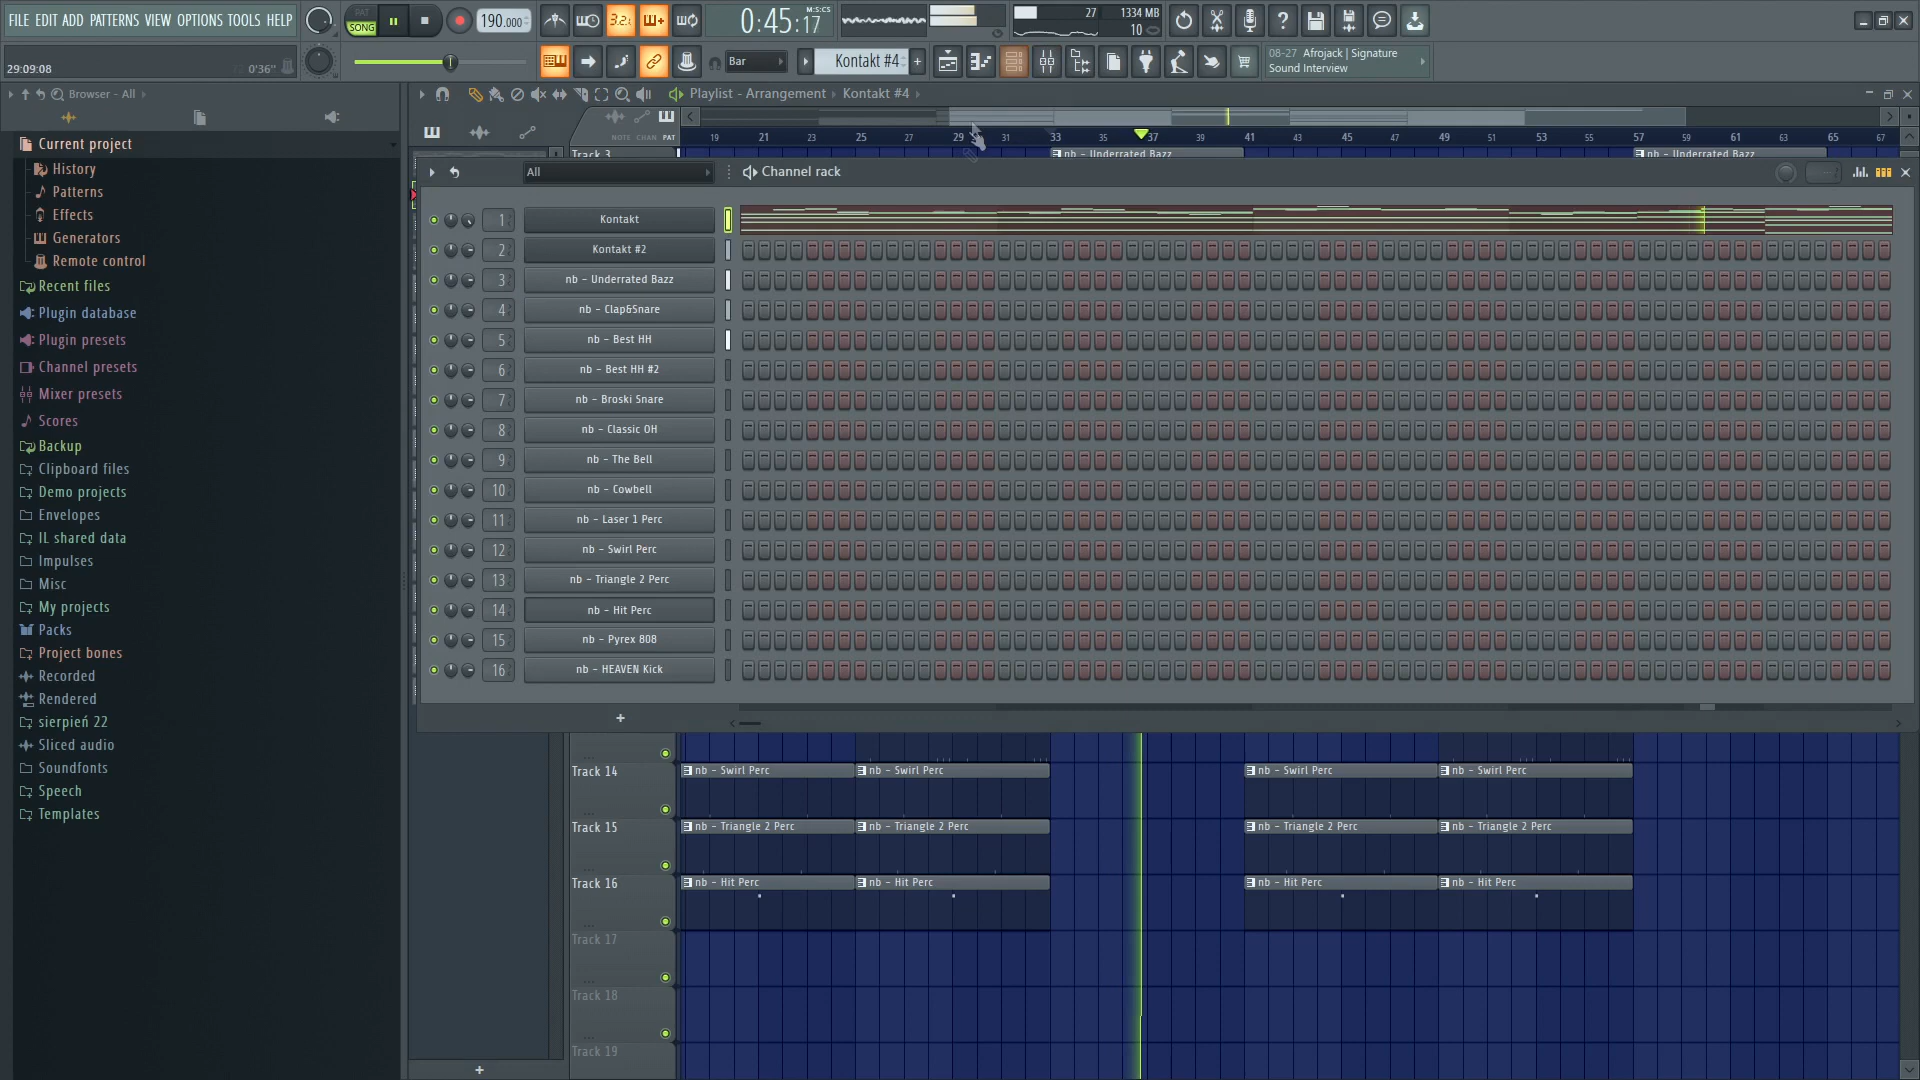 FILE EDIT ADD PATTERNS VIEW OPTIONS TOOLS HELP
PAT
SONG
190.000
3.2.
0:45:17
M:S:CS
27
1334 MB
10
29:09:08
0'36"
Bar
Kontakt #4
08-27 Afrojack | Signature
Sound Interview
Browser - All
Playlist - Arrangement
Kontakt #4
NOTE CHAN PAT
19 21 23 25 27 29 31 33 35 37 39 41 43 45 47 49 51 53 55 57 59 61 63 65 67
Current project
History
Patterns
Effects
Generators
Remote control
Recent files
Plugin database
Plugin presets
Channel presets
Mixer presets
Scores
Backup
Clipboard files
Demo projects
Envelopes
IL shared data
Impulses
Misc
My projects
Packs
Project bones
Recorded
Rendered
sierpień 22
Sliced audio
Soundfonts
Speech
Templates
Track 3
nb - Underrated Bazz
nb - Underrated Bazz
All
Channel rack
1 Kontakt
2 Kontakt #2
3 nb - Underrated Bazz
4 nb - Clap&Snare
5 nb - Best HH
6 nb - Best HH #2
7 nb - Broski Snare
8 nb - Classic OH
9 nb - The Bell
10 nb - Cowbell
11 nb - Laser 1 Perc
12 nb - Swirl Perc
13 nb - Triangle 2 Perc
14 nb - Hit Perc
15 nb - Pyrex 808
16 nb - HEAVEN Kick
Track 14
nb - Swirl Perc
nb - Swirl Perc
nb - Swirl Perc
nb - Swirl Perc
Track 15
nb - Triangle 2 Perc
nb - Triangle 2 Perc
nb - Triangle 2 Perc
nb - Triangle 2 Perc
Track 16
nb - Hit Perc
nb - Hit Perc
nb - Hit Perc
nb - Hit Perc
Track 17
Track 18
Track 19